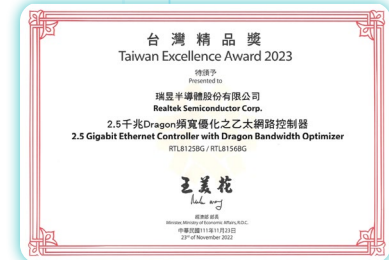 台灣精品獎
Taiwan Excellence Award 2023
特頒予
Presented to
瑞昱半導體股份有限公司
Realtek Semiconductor Corp.
2.5千兆Dragon頻寬優化之乙太網路控制器
2.5 Gigabit Ethernet Controller with Dragon Bandwidth Optimizer
RTL8125BG / RTL8156BG
王美花
經濟部 部長
Minister, Ministry of Economic Affairs, R.O.C.
中華民國111年11月23日
23rd of November 2022